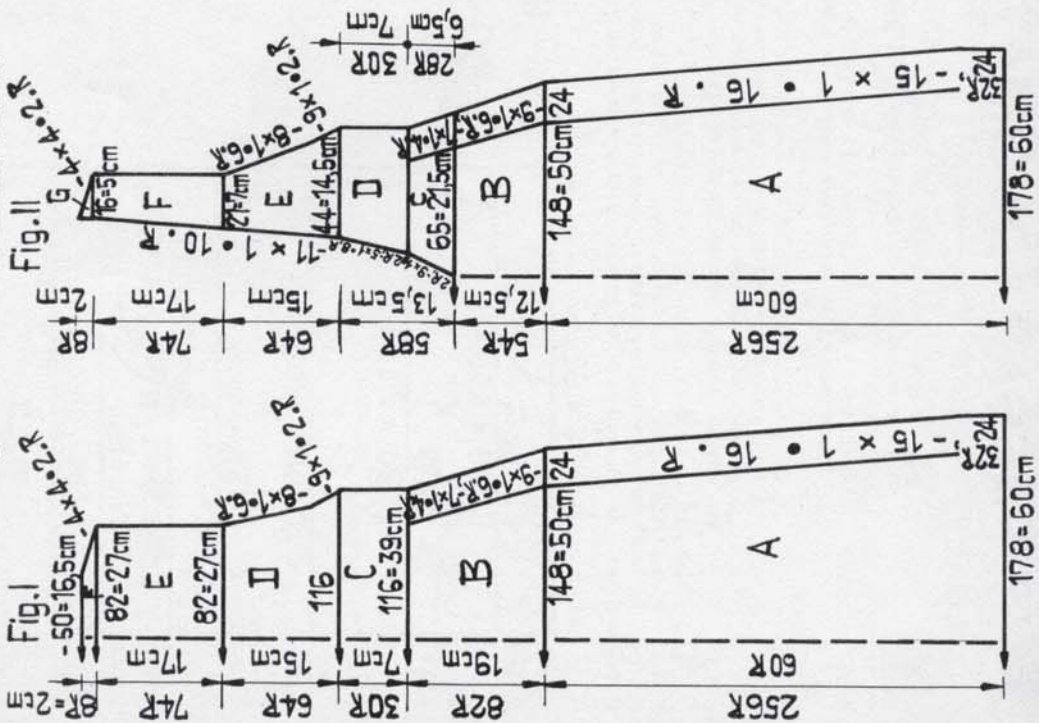 Fig. I
- 50=16,5cm
-4×4•2.R
F
8R=2cm
cm
82=27cm
E
17cm
74R
82=27cm
-8×1•6.R
-9×1•2.R
D
15cm
64R
116
C
7cm
30R
116=39cm
-9×1•6.R,-7×1•4.R
B
19cm
82R
148=50cm
24
A
- 15 × 1 • 16 . R
60R
256R
32R,-24
178=60cm
Fig. II
G
-4×4•2.R
2cm
8R
16=5cm
F
17cm
74R
-11 × 1 • 10 . R
21=7cm
-8×1•6.R
-9×1•2.R
E
15cm
64R
44=14,5cm
D
7cm
30R
6,5cm
28R
13,5cm
58R
C
65=21,5cm
-9×1•6.R,-7×1•4.R
B
12,5cm
54R
148=50cm
24
A
- 15 × 1 • 16 . R
60cm
256R
32R,-24
178=60cm